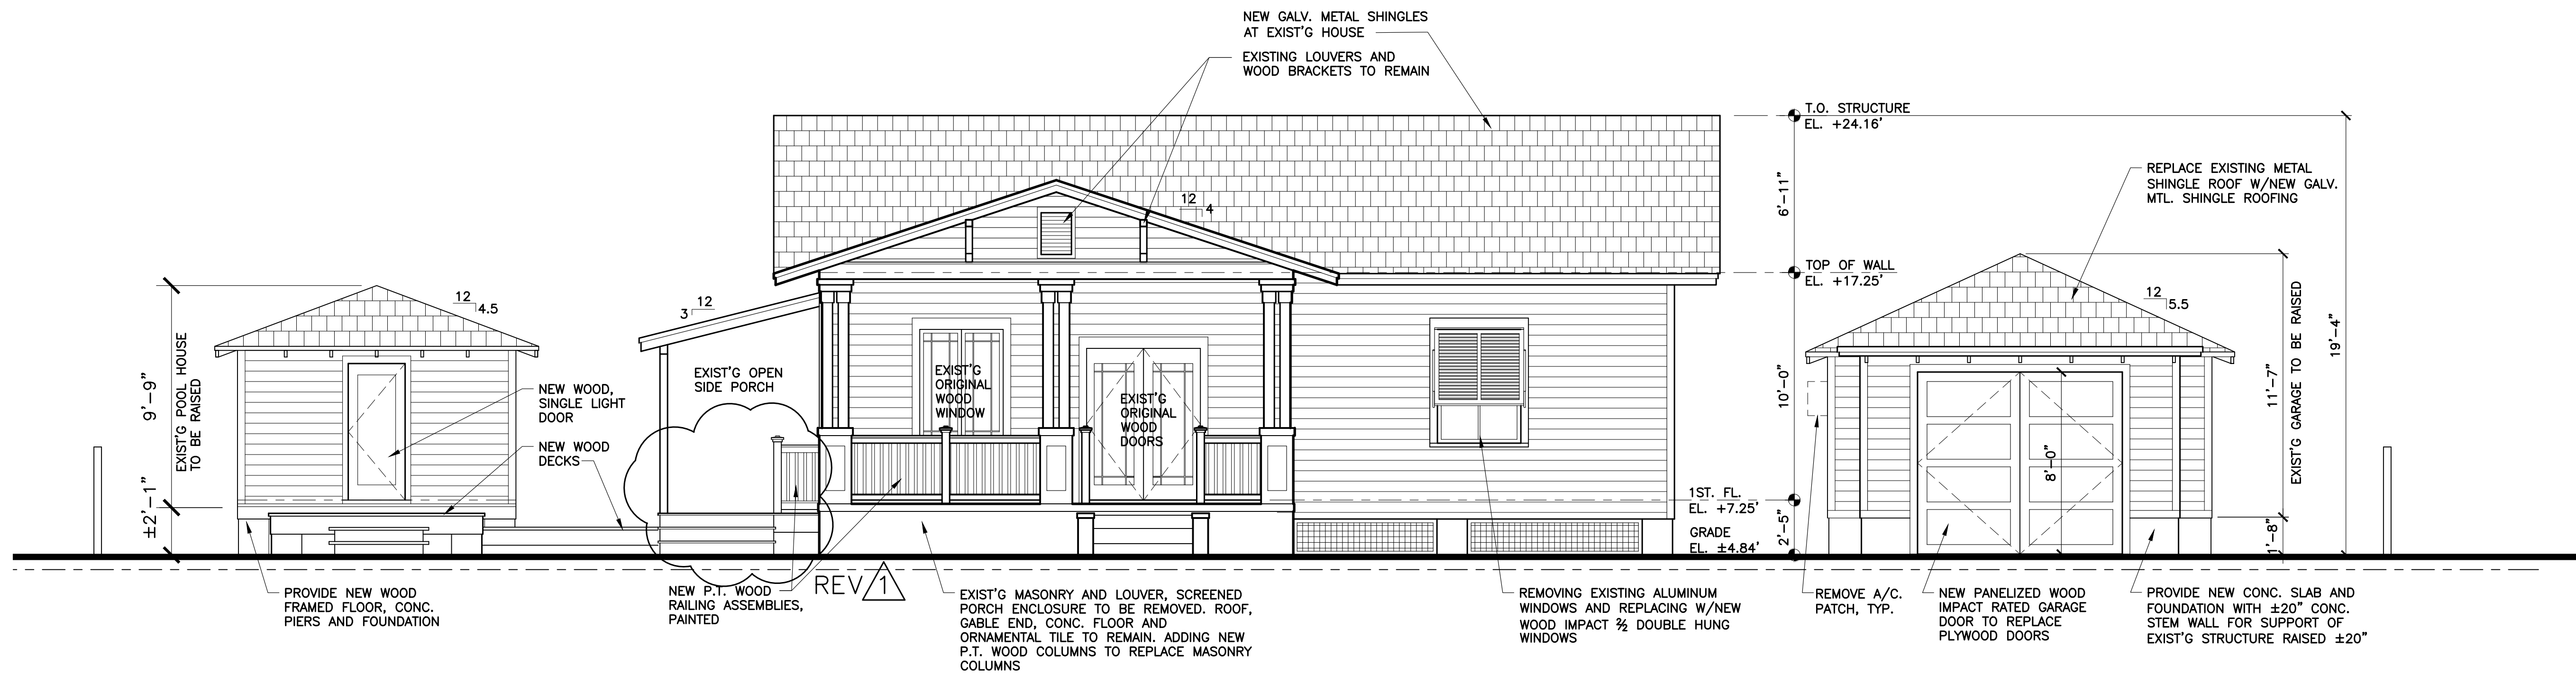 NEW GALV. METAL SHINGLES
AT EXIST'G HOUSE
EXISTING LOUVERS AND
WOOD BRACKETS TO REMAIN
T.O. STRUCTURE
EL. +24.16'
6'-11"
TOP OF WALL
EL. +17.25'
10'-0"
1ST. FL.
EL. +7.25'
GRADE
EL. ±4.84'
2'-5"
REPLACE EXISTING METAL
SHINGLE ROOF W/NEW GALV.
MTL. SHINGLE ROOFING
12
5.5
19'-4"
11'-7"
EXIST'G GARAGE TO BE RAISED
1'-8"
8'-0"
12
4
12
4.5
12
3
9'-9"
EXIST'G POOL HOUSE
TO BE RAISED
±2'-1"
NEW WOOD,
SINGLE LIGHT
DOOR
NEW WOOD
DECKS
EXIST'G OPEN
SIDE PORCH
EXIST'G
ORIGINAL
WOOD
WINDOW
EXIST'G
ORIGINAL
WOOD
DOORS
PROVIDE NEW WOOD
FRAMED FLOOR, CONC.
PIERS AND FOUNDATION
NEW P.T. WOOD
RAILING ASSEMBLIES,
PAINTED
REV 1
EXIST'G MASONRY AND LOUVER, SCREENED
PORCH ENCLOSURE TO BE REMOVED. ROOF,
GABLE END, CONC. FLOOR AND
ORNAMENTAL TILE TO REMAIN. ADDING NEW
P.T. WOOD COLUMNS TO REPLACE MASONRY
COLUMNS
REMOVING EXISTING ALUMINUM
WINDOWS AND REPLACING W/NEW
WOOD IMPACT 2/2 DOUBLE HUNG
WINDOWS
REMOVE A/C.
PATCH, TYP.
NEW PANELIZED WOOD
IMPACT RATED GARAGE
DOOR TO REPLACE
PLYWOOD DOORS
PROVIDE NEW CONC. SLAB AND
FOUNDATION WITH ±20" CONC.
STEM WALL FOR SUPPORT OF
EXIST'G STRUCTURE RAISED ±20"